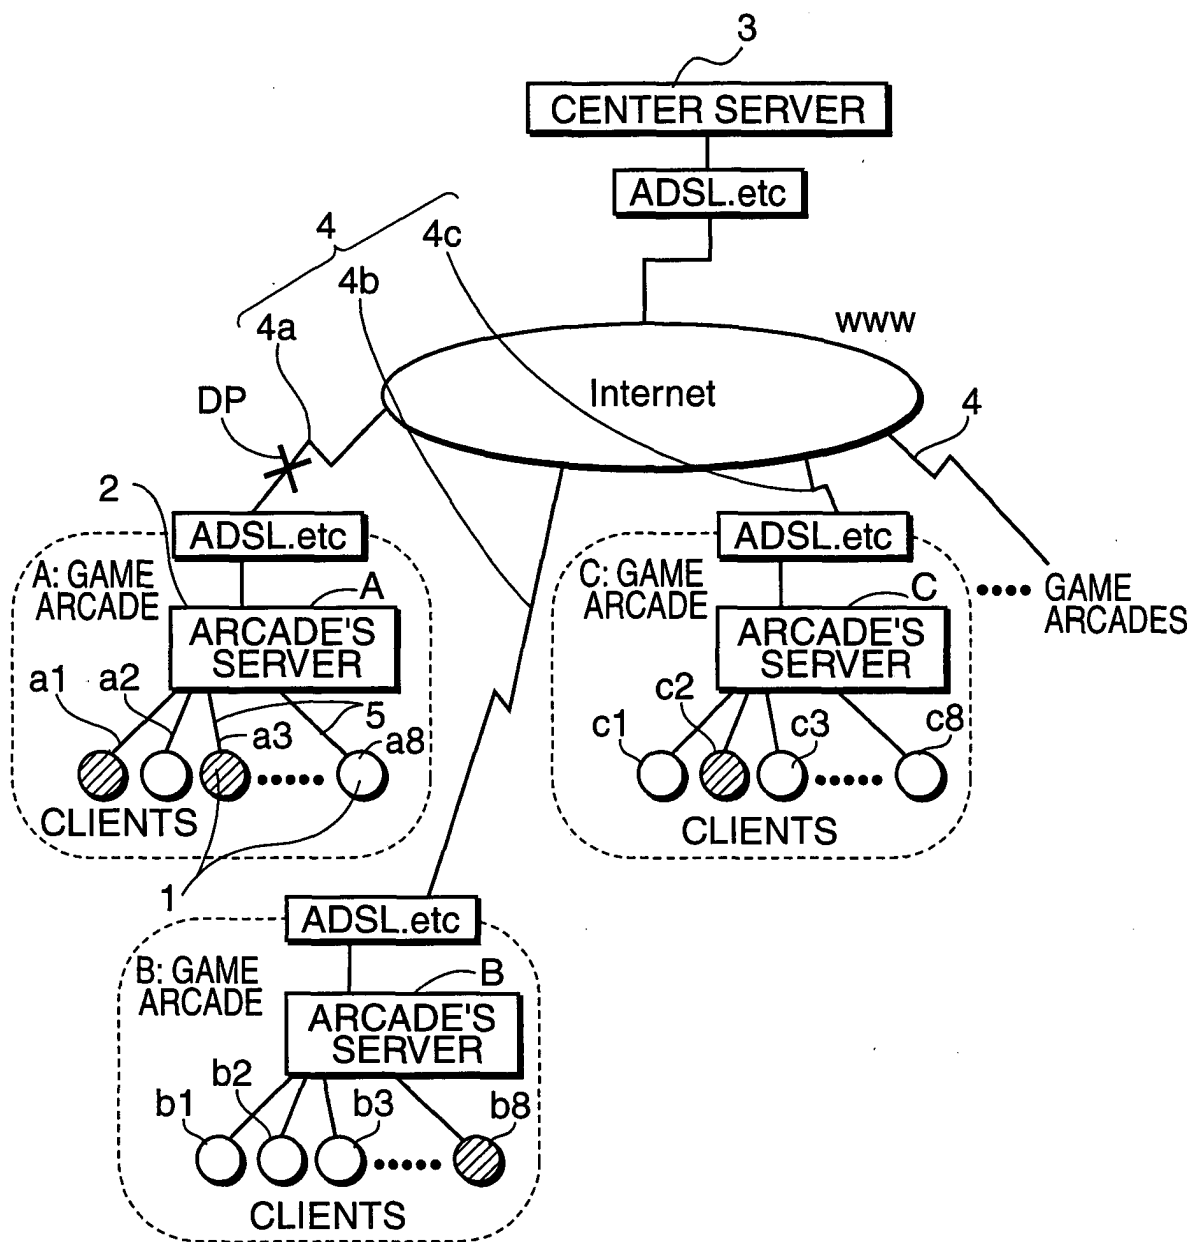 3
CENTER SERVER
ADSL.etc
4
4c
4b
4a
www
Internet
DP
4
2
ADSL.etc
A: GAME
ARCADE
A
ARCADE'S
SERVER
a1
a2
a3
5
a8
CLIENTS
1
ADSL.etc
C: GAME
ARCADE
C
ARCADE'S
SERVER
c1
c2
c3
c8
CLIENTS
•••• GAME
ARCADES
ADSL.etc
B: GAME
ARCADE
B
ARCADE'S
SERVER
b1
b2
b3
b8
CLIENTS